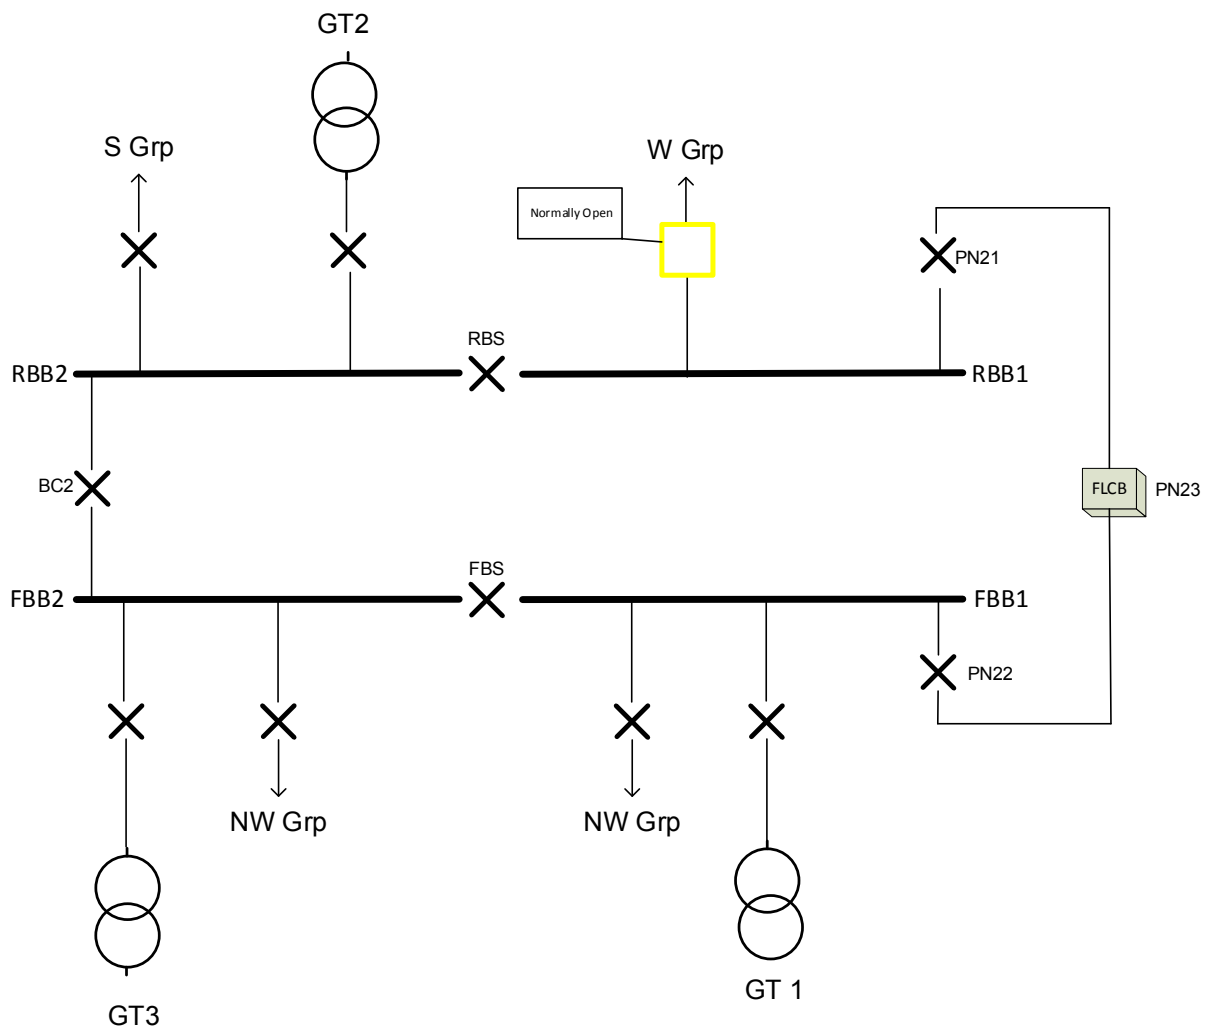 GT2
S Grp
W Grp
Normally Open
PN21
RBS
RBB2
RBB1
BC2
FLCB
PN23
FBS
FBB2
FBB1
PN22
NW Grp
NW Grp
GT 1
GT3